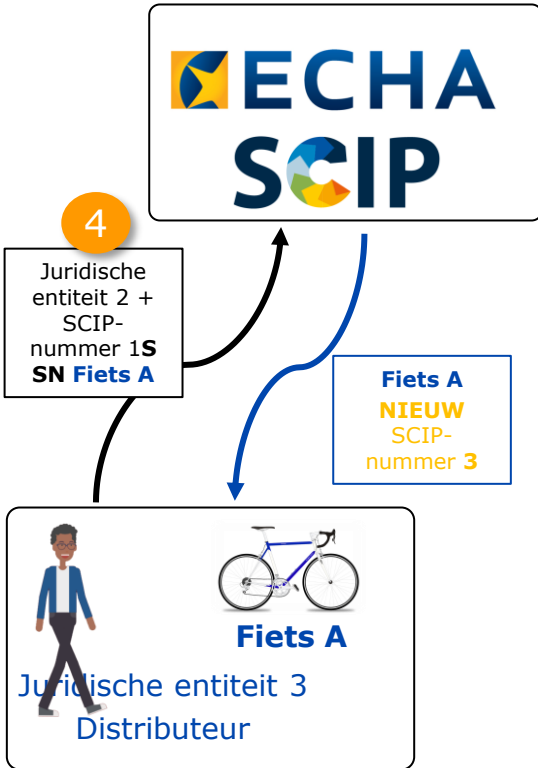 ECHA
SCIP
4
Juridische
entiteit 2 +
SCIP-
nummer 1S
SN Fiets A
Fiets A
NIEUW
SCIP-
nummer 3
Fiets A
Juridische entiteit 3
Distributeur